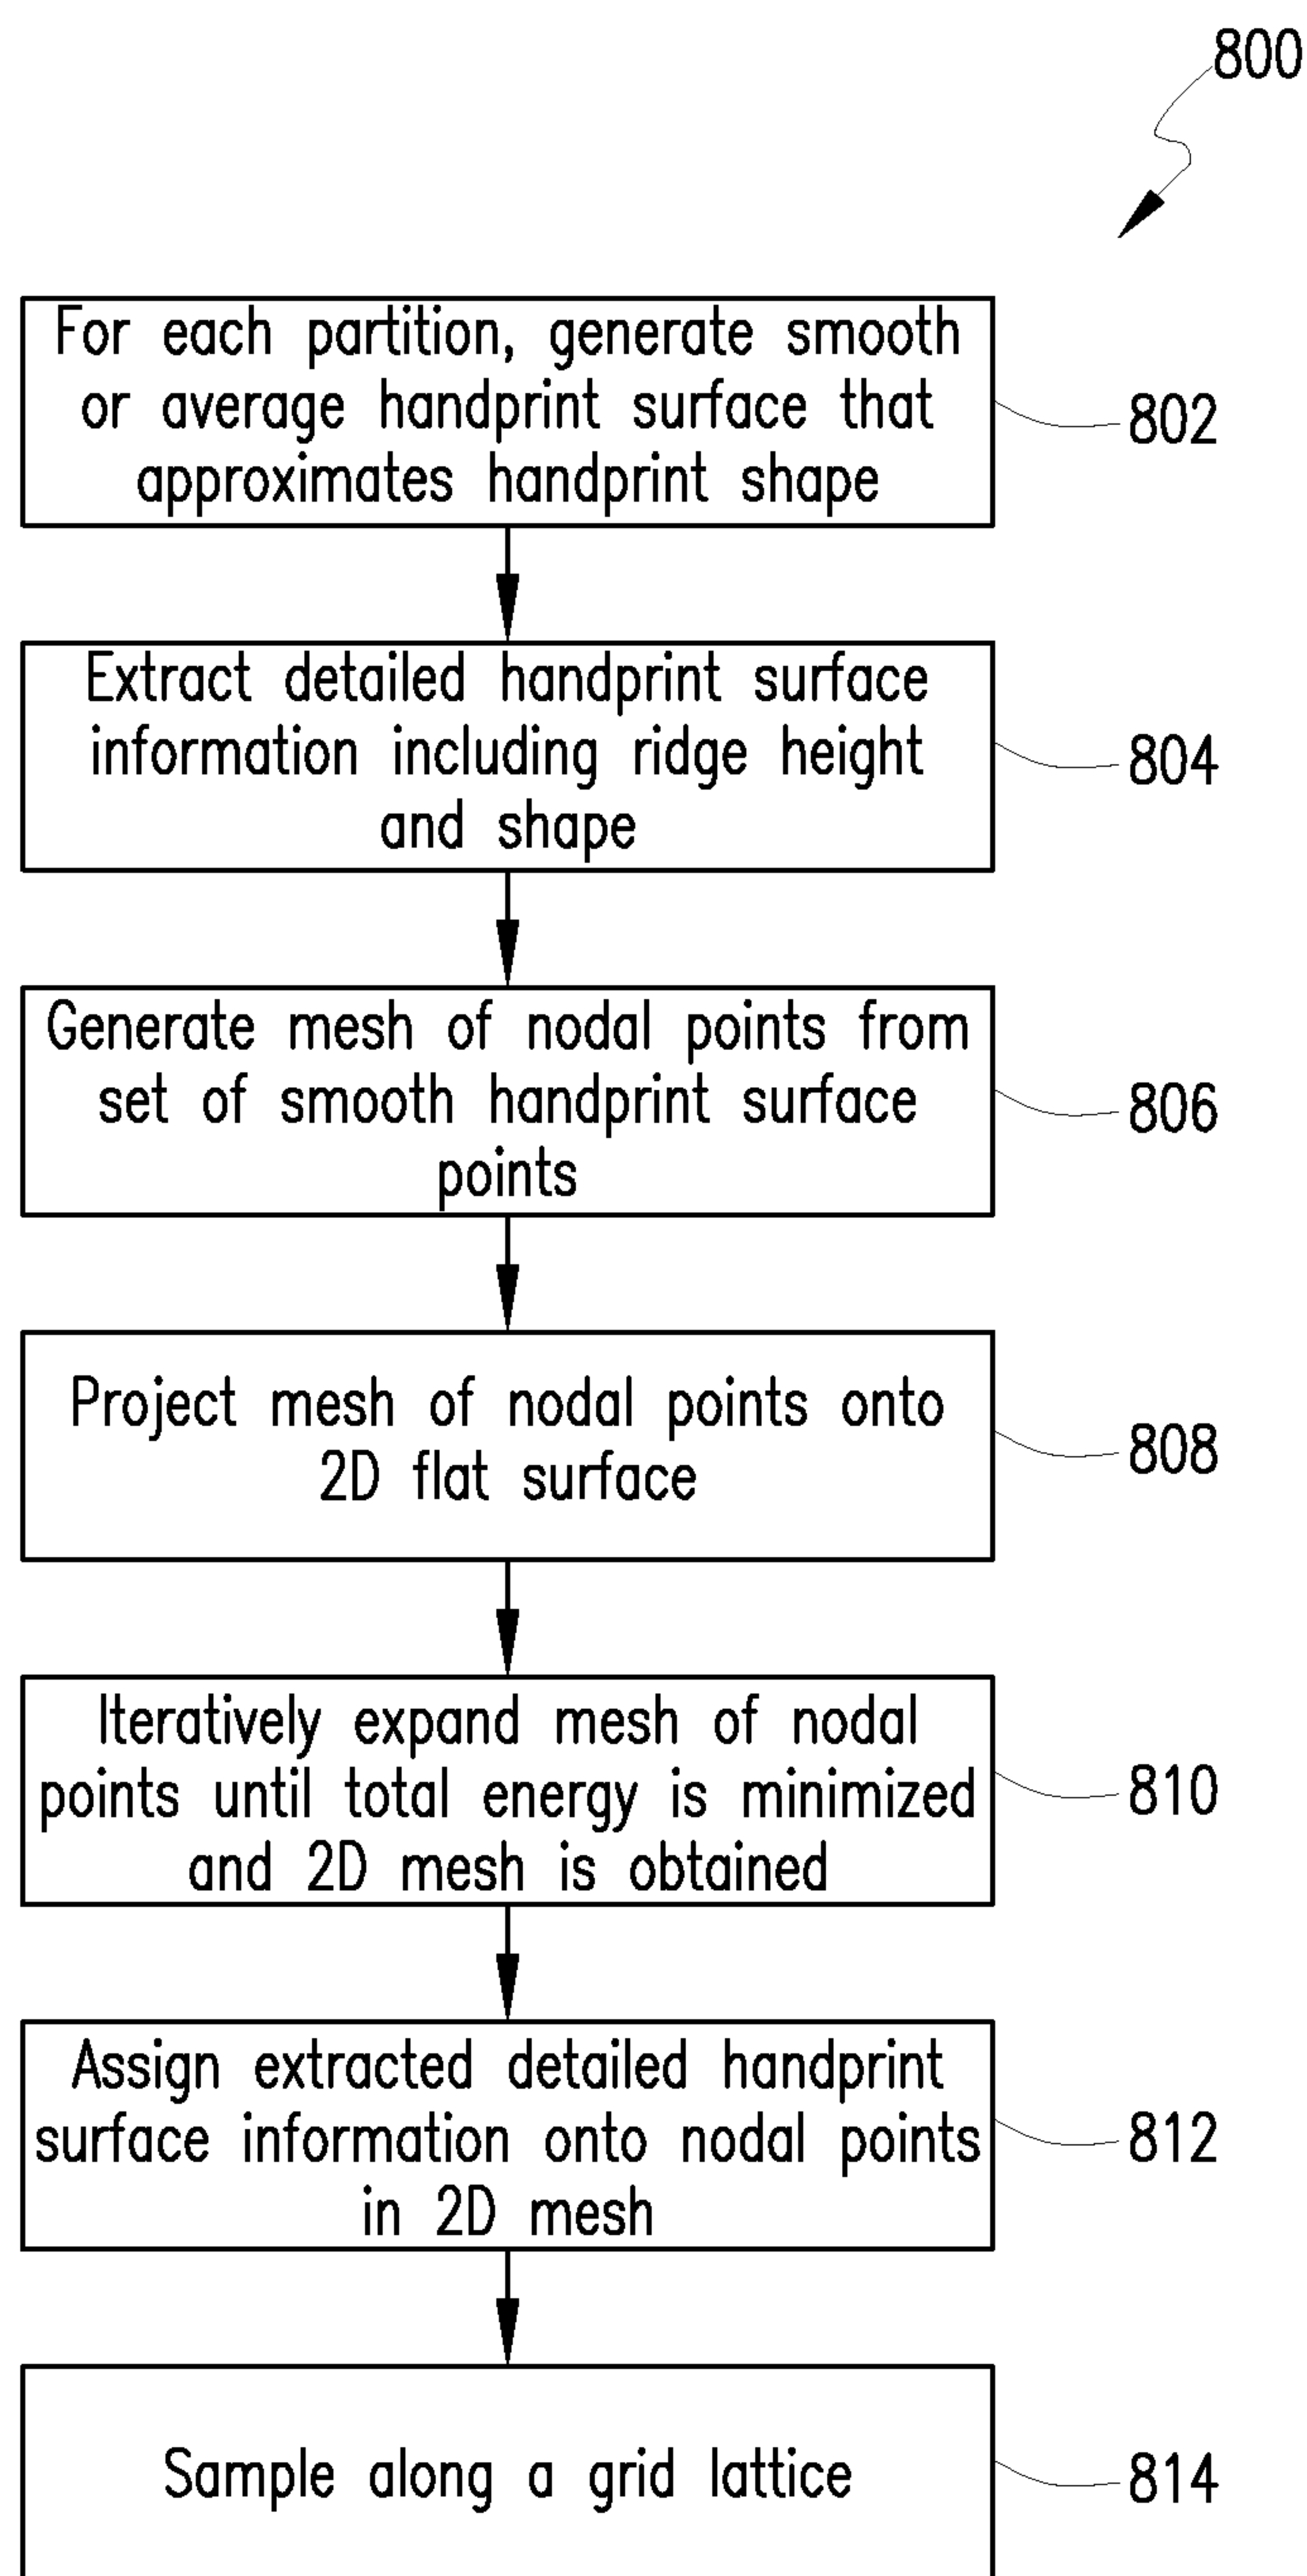 800
For each partition, generate smooth
or average handprint surface that
approximates handprint shape
802
Extract detailed handprint surface
information including ridge height
and shape
804
Generate mesh of nodal points from
set of smooth handprint surface
points
806
Project mesh of nodal points onto
2D flat surface
808
Iteratively expand mesh of nodal
points until total energy is minimized
and 2D mesh is obtained
810
Assign extracted detailed handprint
surface information onto nodal points
in 2D mesh
812
Sample along a grid lattice
814